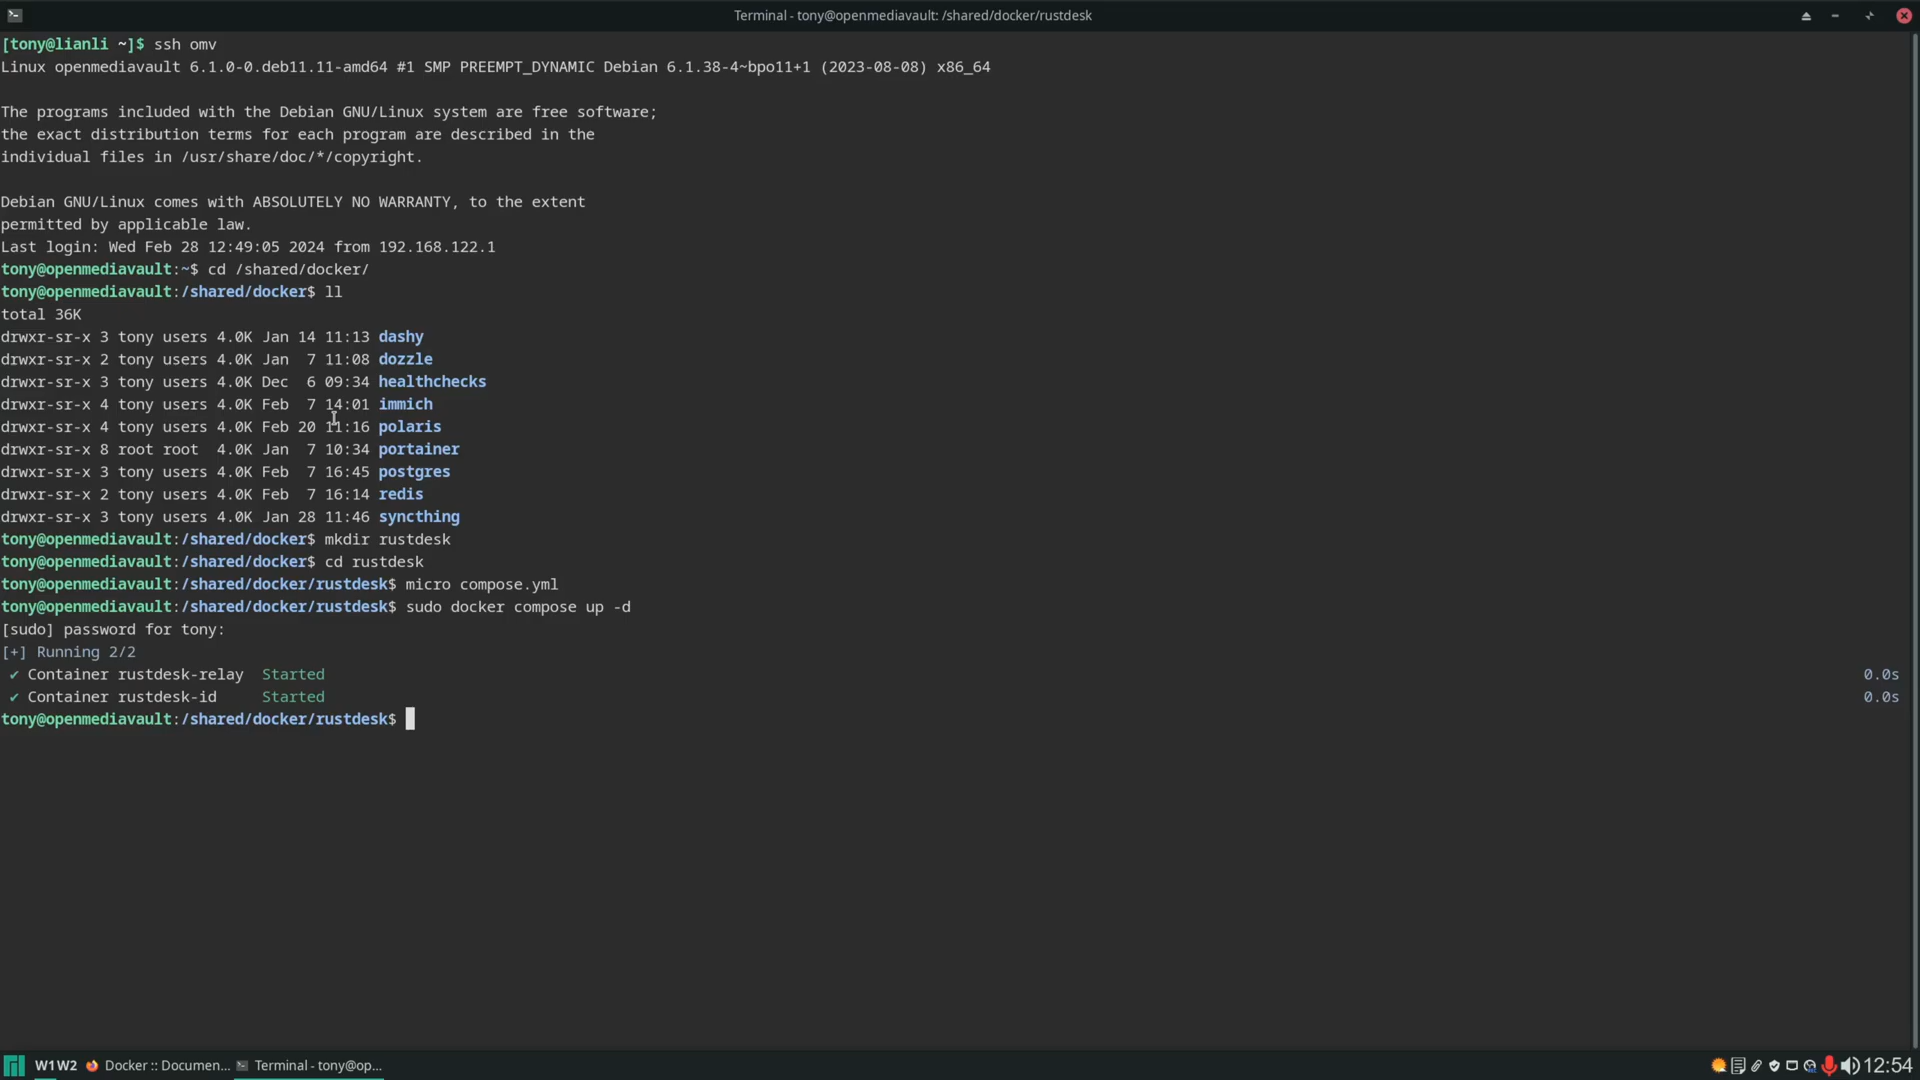 Terminal - tony@openmediavault: /shared/docker/rustdesk
[tony@lianli ~]$ ssh omv
Linux openmediavault 6.1.0-0.deb11.11-amd64 #1 SMP PREEMPT_DYNAMIC Debian 6.1.38-4~bpo11+1 (2023-08-08) x86_64
The programs included with the Debian GNU/Linux system are free software;
the exact distribution terms for each program are described in the
individual files in /usr/share/doc/*/copyright.
Debian GNU/Linux comes with ABSOLUTELY NO WARRANTY, to the extent
permitted by applicable law.
Last login: Wed Feb 28 12:49:05 2024 from 192.168.122.1
tony@openmediavault:~$ cd /shared/docker/
tony@openmediavault:/shared/docker$ ll
total 36K
drwxr-sr-x 3 tony users 4.0K Jan 14 11:13 dashy
drwxr-sr-x 2 tony users 4.0K Jan  7 11:08 dozzle
drwxr-sr-x 3 tony users 4.0K Dec  6 09:34 healthchecks
drwxr-sr-x 4 tony users 4.0K Feb  7 14:01 immich
drwxr-sr-x 4 tony users 4.0K Feb 20 11:16 polaris
drwxr-sr-x 8 root root  4.0K Jan  7 10:34 portainer
drwxr-sr-x 3 tony users 4.0K Feb  7 16:45 postgres
drwxr-sr-x 2 tony users 4.0K Feb  7 16:14 redis
drwxr-sr-x 3 tony users 4.0K Jan 28 11:46 syncthing
tony@openmediavault:/shared/docker$ mkdir rustdesk
tony@openmediavault:/shared/docker$ cd rustdesk
tony@openmediavault:/shared/docker/rustdesk$ micro compose.yml
tony@openmediavault:/shared/docker/rustdesk$ sudo docker compose up -d
[sudo] password for tony:
[+] Running 2/2
✔ Container rustdesk-relay  Started 0.0s
✔ Container rustdesk-id     Started 0.0s
tony@openmediavault:/shared/docker/rustdesk$
W1W2 Docker :: Documen... Terminal - tony@op... 12:54